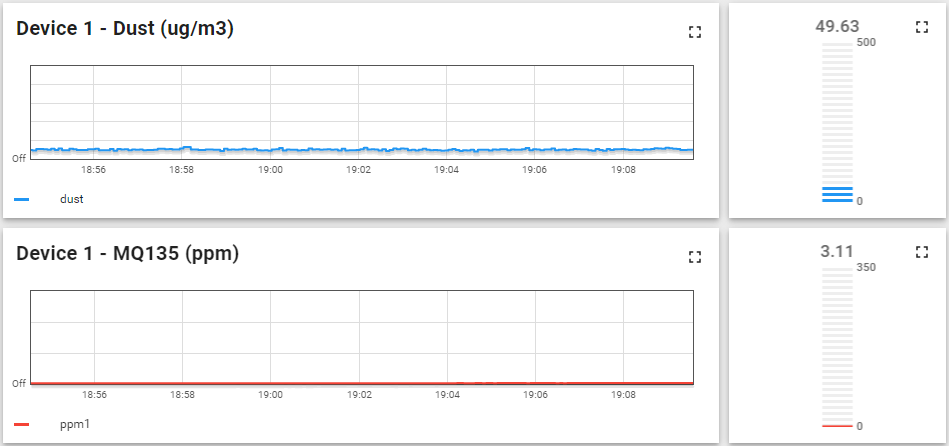 Device 1 - Dust (ug/m3)
49.63
500
Off
18:56 18:58 19:00 19:02 19:04 19:06 19:08
0
dust
Device 1 - MQ135 (ppm)
3.11
350
Off
18:56 18:58 19:00 19:02 19:04 19:06 19:08
0
ppm1